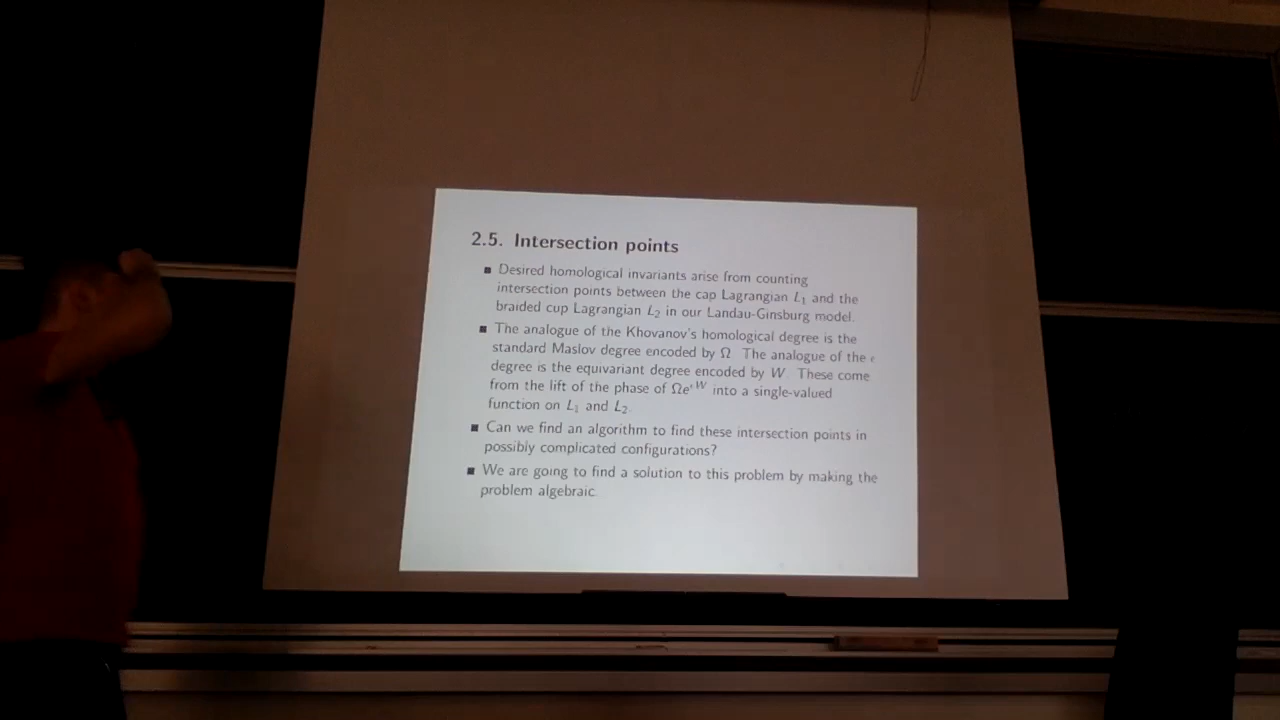 2.5. Intersection points
▪ Desired homological invariants arise from counting
intersection points between the cap Lagrangian L₁ and the
braided cup Lagrangian L₂ in our Landau-Ginsburg model.
▪ The analogue of the Khovanov's homological degree is the
standard Maslov degree encoded by Ω. The analogue of the
degree is the equivariant degree encoded by W. These come
from the lift of the phase of Ωe^{εW} into a single-valued
function on L₁ and L₂.
▪ Can we find an algorithm to find these intersection points in
possibly complicated configurations?
▪ We are going to find a solution to this problem by making the
problem algebraic.